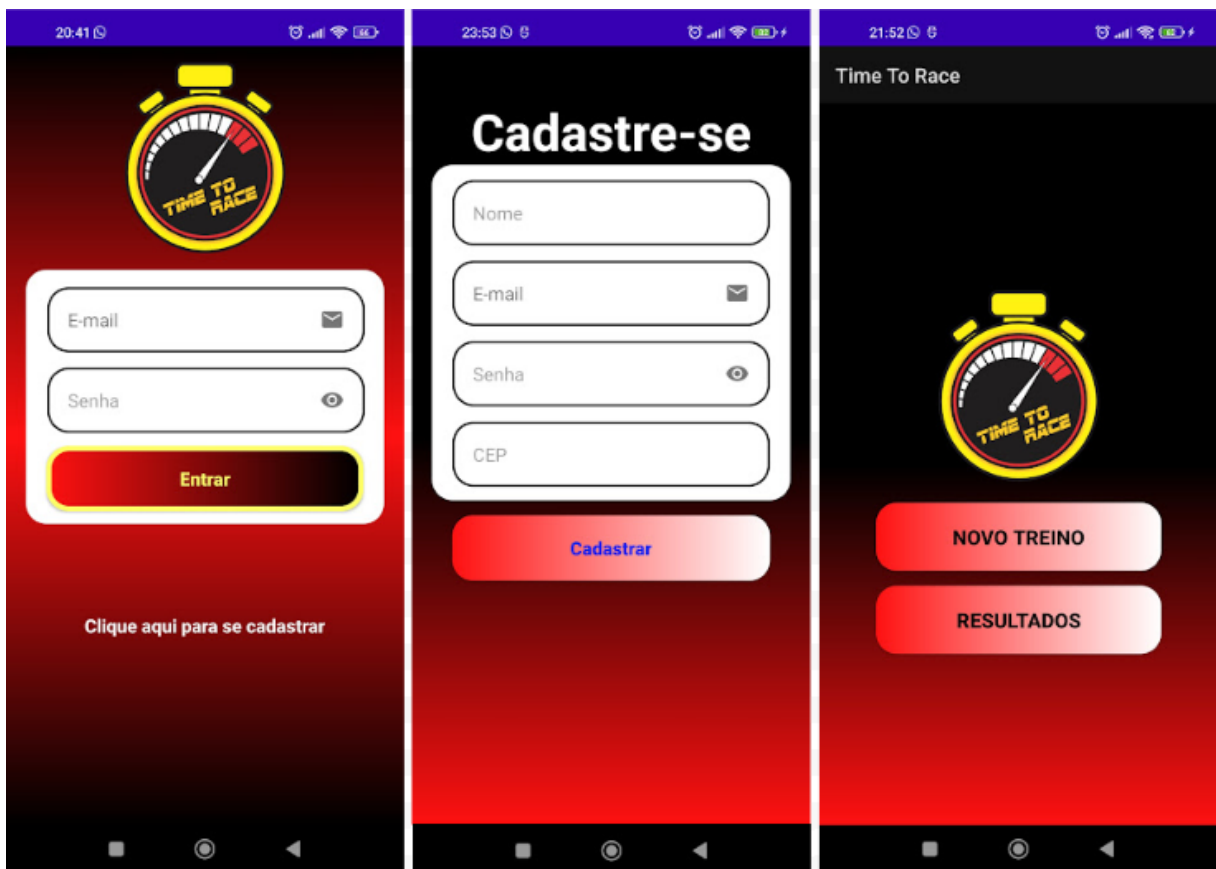 20:41
TIME TO
RACE
E-mail
Senha
Entrar
Clique aqui para se cadastrar
23:53
Cadastre-se
Nome
E-mail
Senha
CEP
Cadastrar
21:52
Time To Race
TIME TO
RACE
NOVO TREINO
RESULTADOS